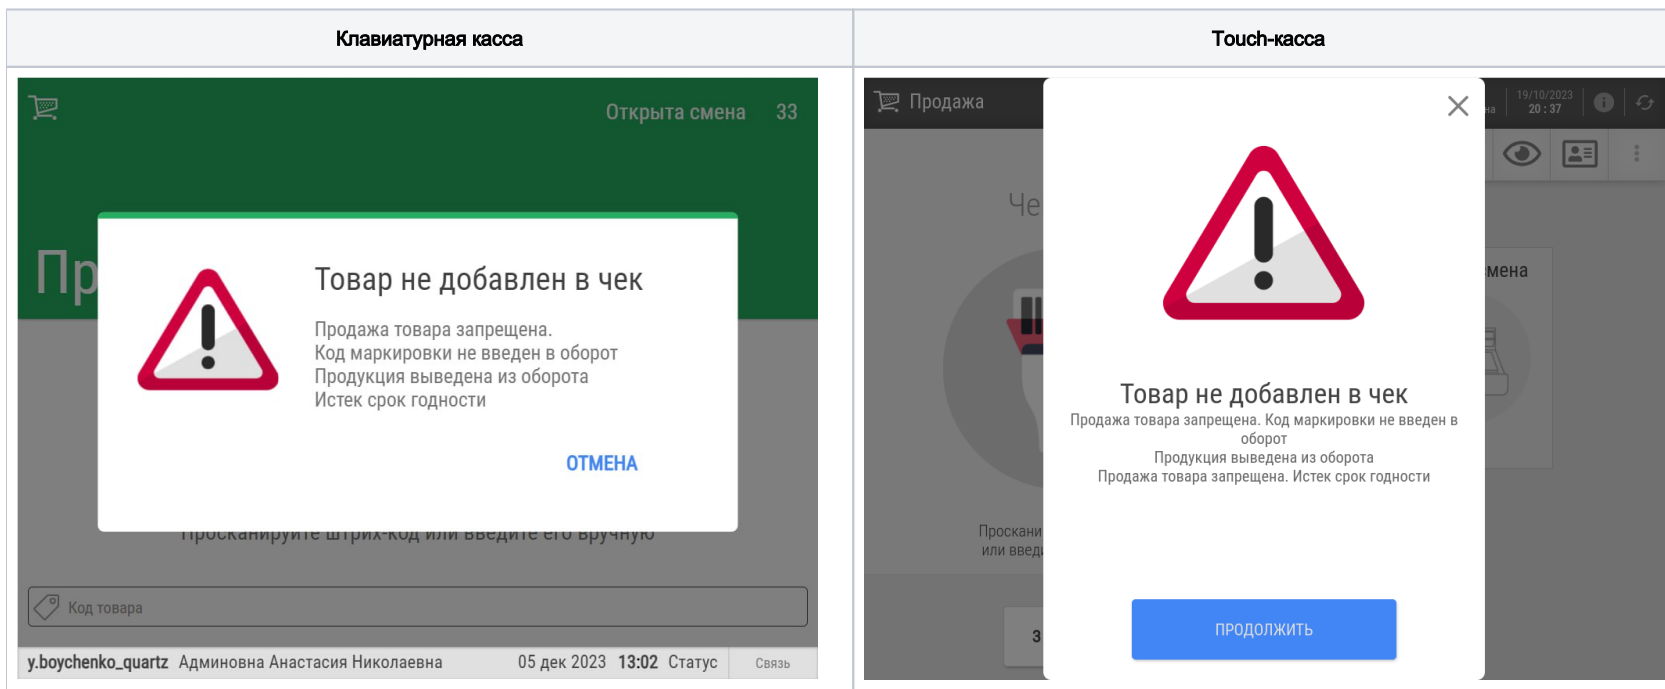 Клавиатурная касса
Touch-касса
Открыта смена 33
Пр
Товар не добавлен в чек
Продажа товара запрещена.
Код маркировки не введен в оборот
Продукция выведена из оборота
Истек срок годности
ОТМЕНА
Просканируйте штрих-код или введите его вручную
Код товара
y.boychenko_quartz Админовна Анастасия Николаевна 05 дек 2023 13:02 Статус Связь
Продажа
на
19/10/2023
20 : 37
Че
смена
Товар не добавлен в чек
Продажа товара запрещена. Код маркировки не введен в
оборот
Продукция выведена из оборота
Продажа товара запрещена. Истек срок годности
Просkани
или введи
З
ПРОДОЛЖИТЬ